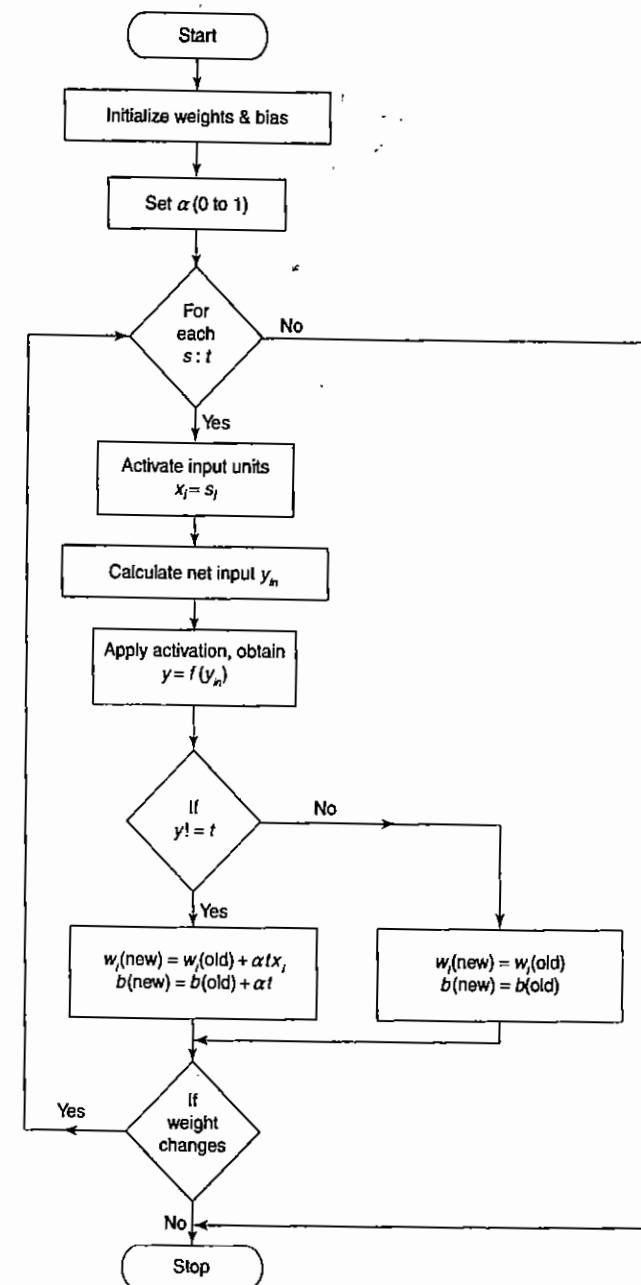 Start
Initialize weights & bias
Set α (0 to 1)
For
each
s : t
No
Yes
Activate input units
xᵢ = sᵢ
Calculate net input yᵢₙ
Apply activation, obtain
y = f (yᵢₙ)
If
y! = t
No
Yes
wᵢ(new) = wᵢ(old) + αtxᵢ
b(new) = b(old) + αt
wᵢ(new) = wᵢ(old)
b(new) = b(old)
If
weight
changes
Yes
No
Stop